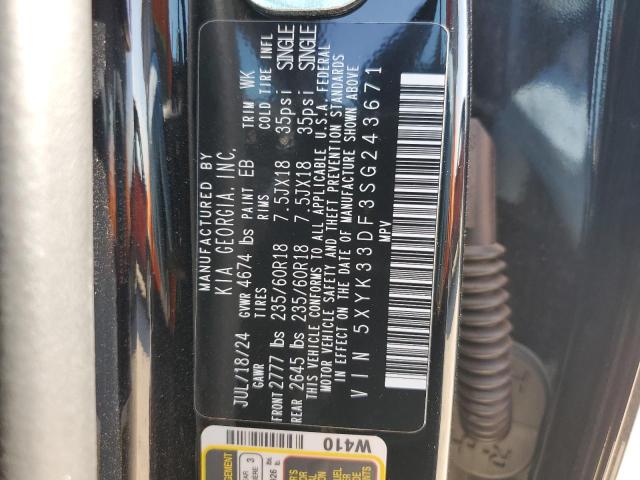 MANUFACTURED BY
KIA GEORGIA, INC.
JUL/18/24 GVWR 4674 lbs PAINT EB TRIM WK
GAWR TIRES RIMS COLD TIRE INFL
FRONT 2777 lbs 235/60R18 7.5JX18 35psi SINGLE
REAR 2645 lbs 235/60R18 7.5JX18 35psi SINGLE
THIS VEHICLE CONFORMS TO ALL APPLICABLE U.S.A. FEDERAL
MOTOR VEHICLE SAFETY AND THEFT PREVENTION STANDARDS
IN EFFECT ON THE DATE OF MANUFACTURE SHOWN ABOVE
VIN 5XYK33DF3SG243671
MPV
W410